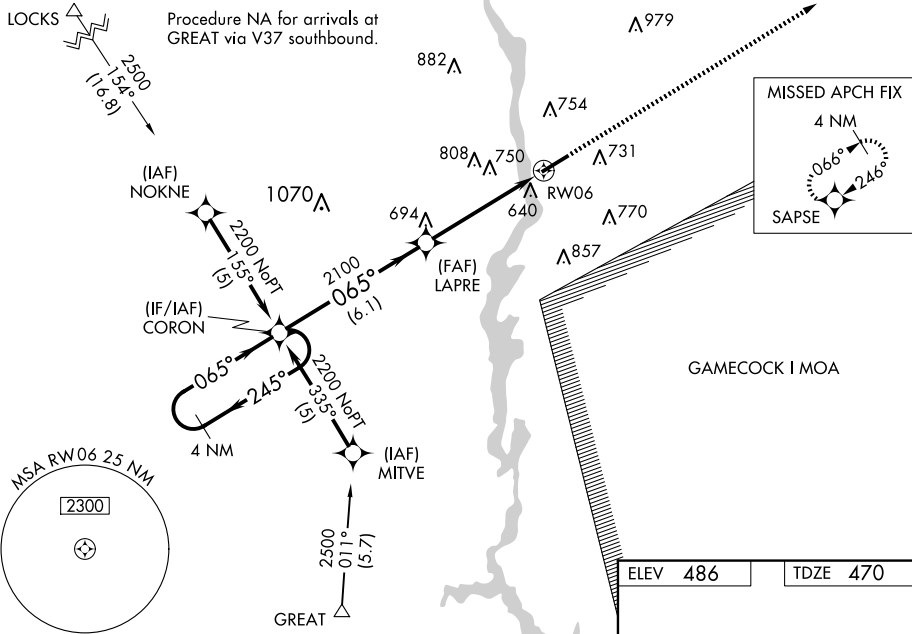 LOCKS
Procedure NA for arrivals at
GREAT via V37 southbound.
979
882
2500
154°
(16.8)
754
MISSED APCH FIX
4 NM
066°
246°
SAPSE
808
750
731
RW06
640
(IAF)
NOKNE
1070
694
770
857
2200 NoPT
155°
(5)
2100
065°
(6.1)
(FAF)
LAPRE
(IF/IAF)
CORON
065°
245°
4 NM
2200 NoPT
335°
(5)
GAMECOCK I MOA
(IAF)
MITVE
MSA RW06 25 NM
2300
2500
011°
(5.7)
GREAT
ELEV 486
TDZE 470